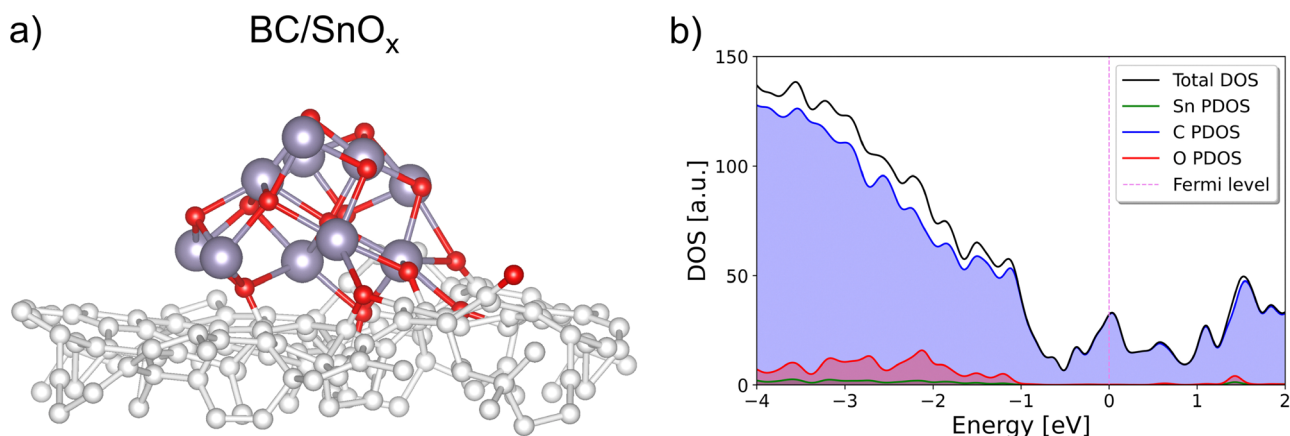 a)
BC/SnOₓ
b)
150
100
50
0
DOS [a.u.]
Total DOS
Sn PDOS
C PDOS
O PDOS
Fermi level
−4 −3 −2 −1 0 1 2
Energy [eV]